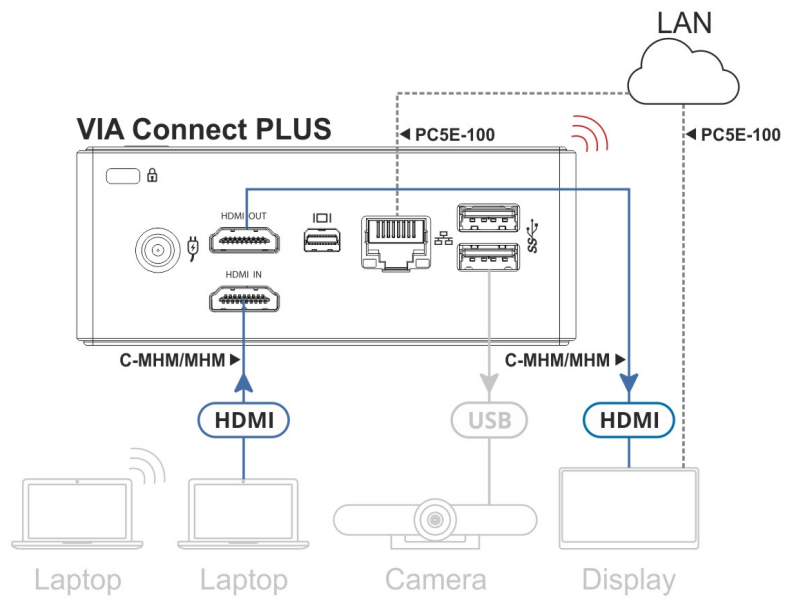 LAN
VIA Connect PLUS
PC5E-100
PC5E-100
HDMI OUT
HDMI IN
SS
C-MHM/MHM
C-MHM/MHM
HDMI
USB
HDMI
Laptop
Laptop
Camera
Display